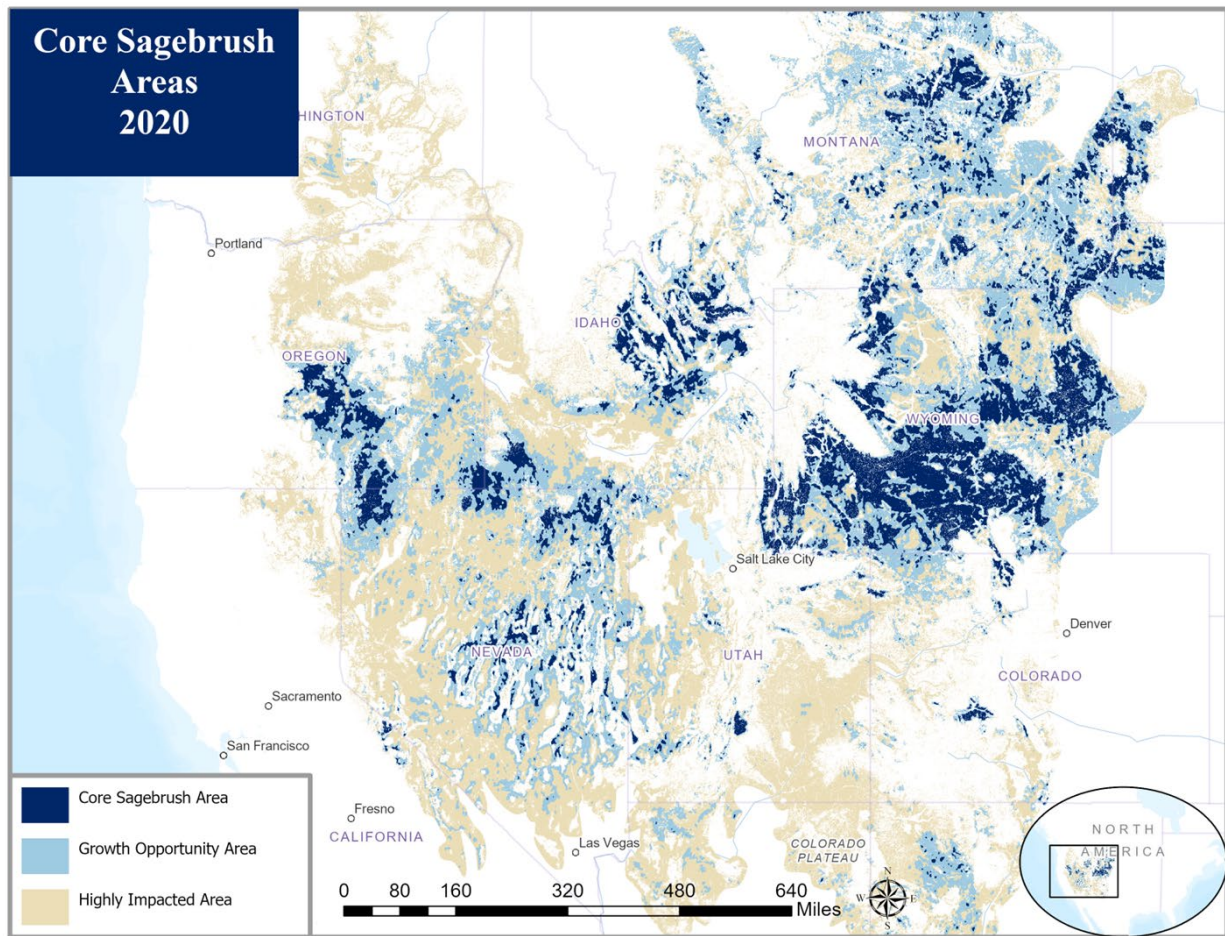 Core Sagebrush
Areas
2020
HINGTON
MONTANA
Portland
IDAHO
OREGON
WYOMING
Salt Lake City
Denver
NEVADA
UTAH
COLORADO
Sacramento
San Francisco
Core Sagebrush Area
Fresno
NORTH
CALIFORNIA
Growth Opportunity Area
Las Vegas
COLORADO
PLATEAU
AMERICA
N
W
E
S
Highly Impacted Area
0 80 160 320 480 640
Miles